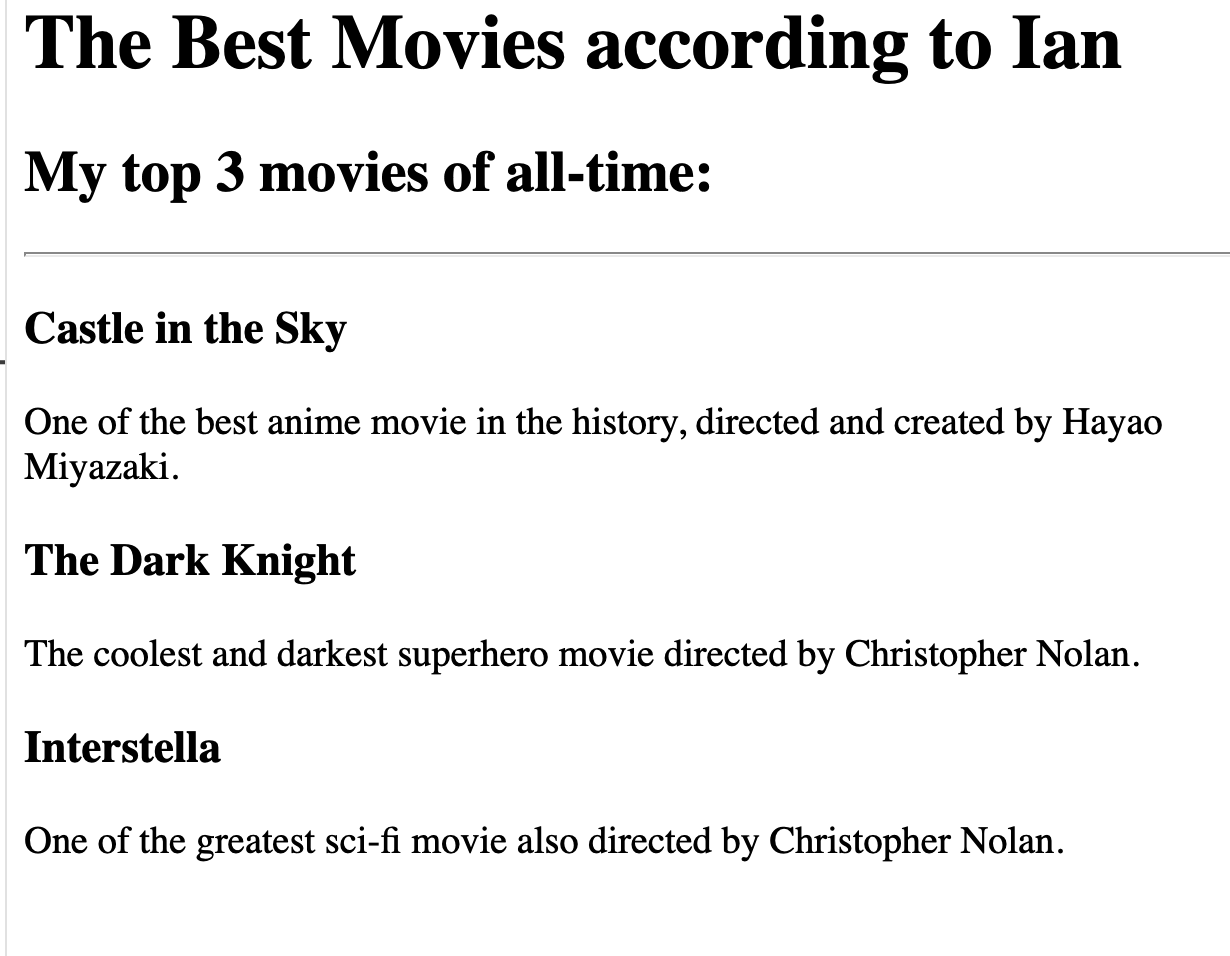 The Best Movies according to Ian
My top 3 movies of all-time:
Castle in the Sky
One of the best anime movie in the history, directed and created by Hayao
Miyazaki.
The Dark Knight
The coolest and darkest superhero movie directed by Christopher Nolan.
Interstella
One of the greatest sci-fi movie also directed by Christopher Nolan.